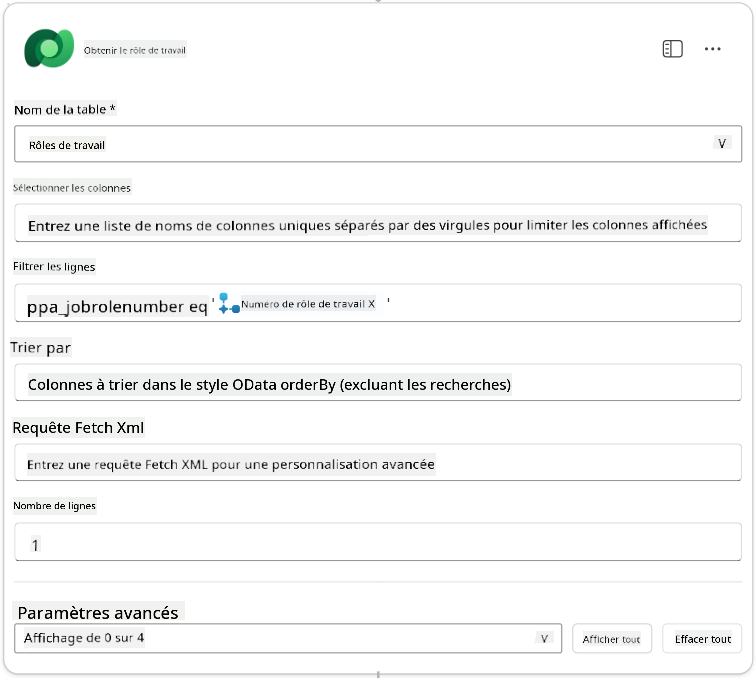 Obtenir le rôle de travail
Nom de la table *
Rôles de travail
V
Sélectionner les colonnes
Entrez une liste de noms de colonnes uniques séparés par des virgules pour limiter les colonnes affichées
Filtrer les lignes
ppa_jobrolenumber eq ' Numéro de rôle de travail X '
Trier par
Colonnes à trier dans le style OData orderBy (excluant les recherches)
Requête Fetch Xml
Entrez une requête Fetch XML pour une personnalisation avancée
Nombre de lignes
1
Paramètres avancés
Affichage de 0 sur 4 V Afficher tout Effacer tout